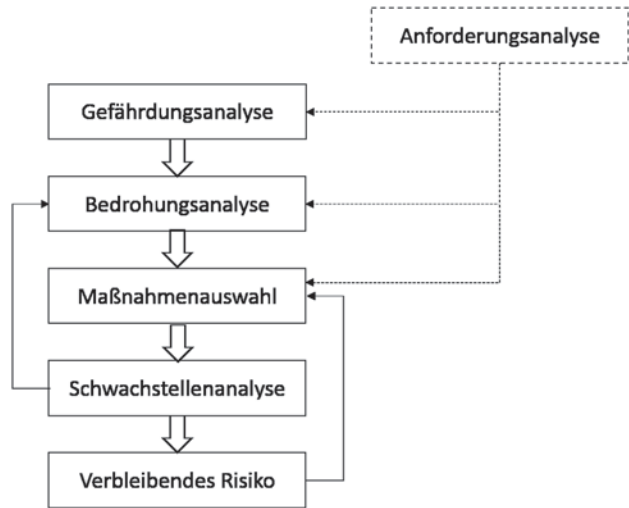 Anforderungsanalyse
Gefährdungsanalyse
Bedrohungsanalyse
Maßnahmenauswahl
Schwachstellenanalyse
Verbleibendes Risiko